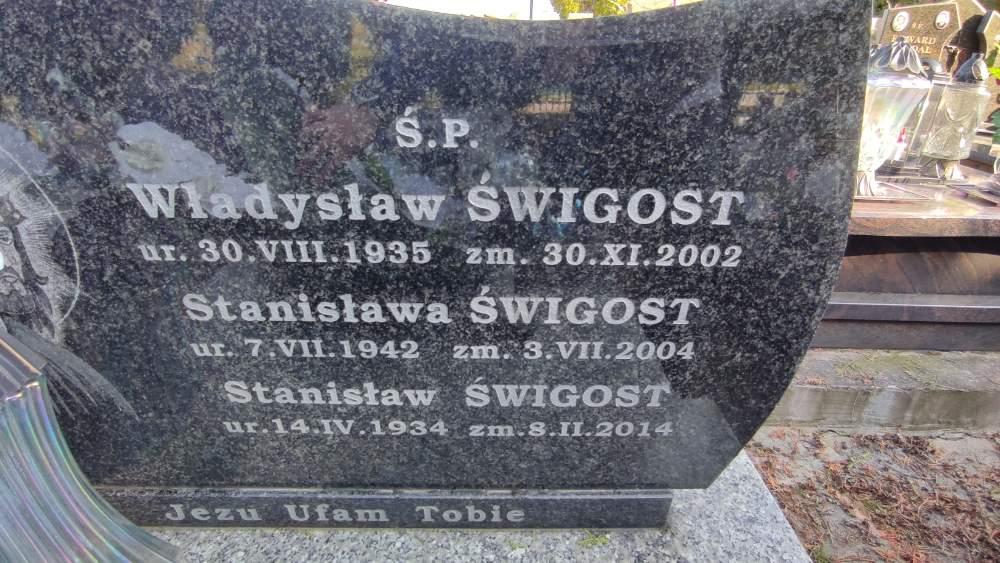 Ś.P.
Władysław ŚWIGOST
ur. 30.VIII.1935 zm. 30.XI.2002
Stanisława ŚWIGOST
ur. 7.VII.1942 zm. 3.VII.2004
Stanisław ŚWIGOST
ur.14.IV.1934 zm.8.II.2014
Jezu Ufam Tobie